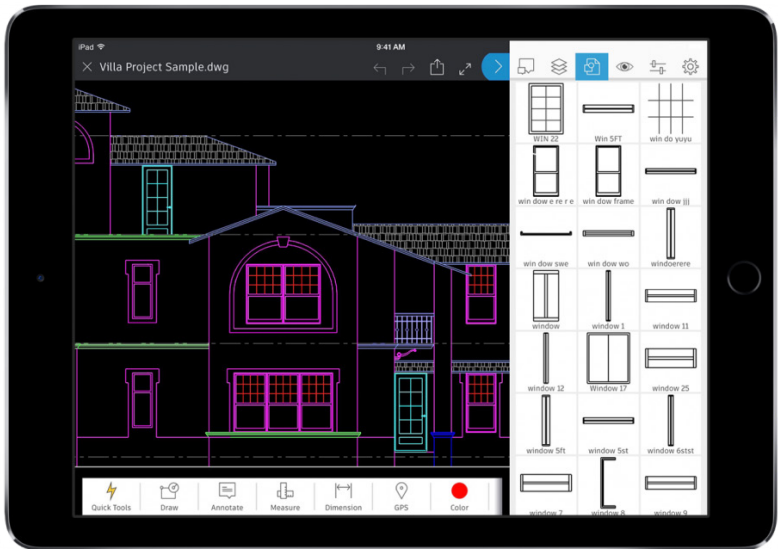 iPad
9:41 AM
Villa Project Sample.dwg
WIN 22
Win 5FT
win do yuyu
win dow e re r e
win dow frame
win dow jjj
win dow swe
win dow wo
windoerere
window
window 1
window 11
window 12
Window 17
window 25
window 5ft
window 5st
window 6stst
window 7
window 8
window 9
Quick Tools
Draw
Annotate
Measure
Dimension
GPS
Color